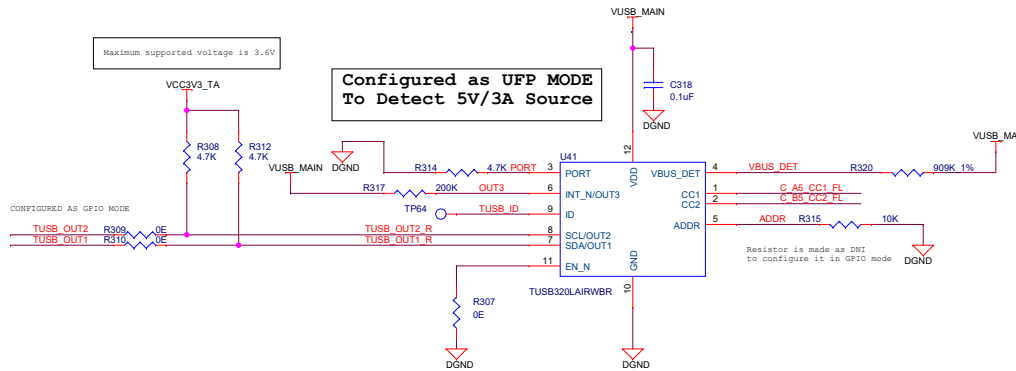 VUSB_MAIN
Maximum supported voltage is 3.6V
VCC3V3_TA
Configured as UFP MODE
To Detect 5V/3A Source
C318
0.1uF
DGND
R308
4.7K
R312
4.7K
DGND
VUSB_MAIN
R314
4.7K
PORT
R317
200K
OUT3
TP64
TUSB_ID
CONFIGURED AS GPIO MODE
TUSB_OUT2
R309
0E
TUSB_OUT2_R
TUSB_OUT1
R310
0E
TUSB_OUT1_R
U41
12
VDD
3
PORT
6
INT_N/OUT3
9
ID
8
SCL/OUT2
7
SDA/OUT1
11
EN_N
GND
10
VBUS_DET
4
CC1
1
CC2
2
ADDR
5
TUSB320LAIRWBR
VBUS_DET
R320
909K 1%
VUSB_MA
C_A5_CC1_FL
C_B5_CC2_FL
ADDR
R315
10K
DGND
Resistor is made as DNI
to configure it in GPIO mode
R307
0E
DGND
DGND